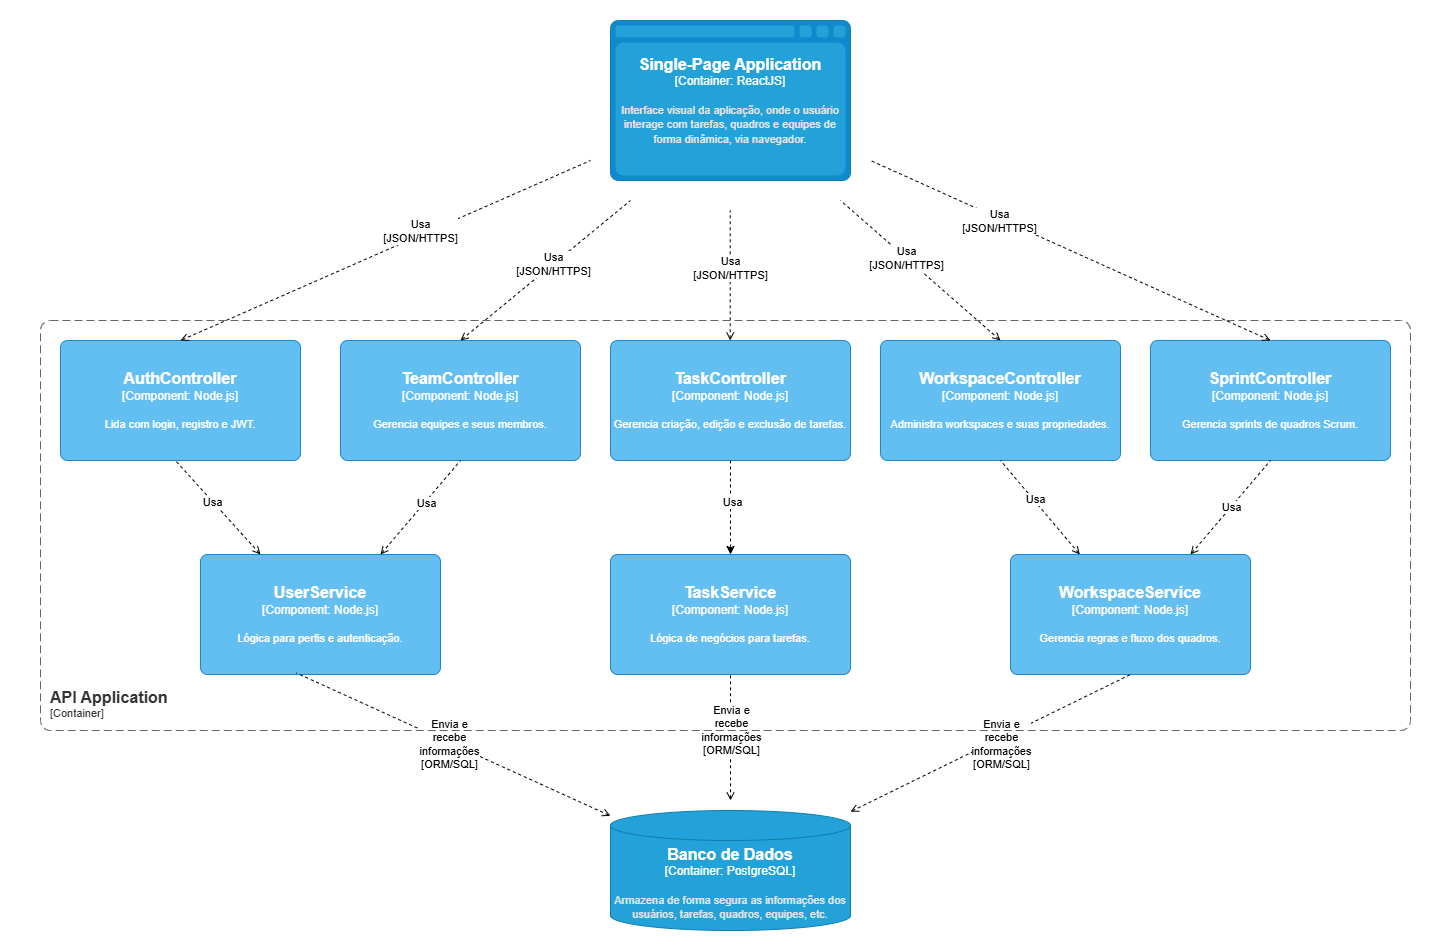 Single-Page Application
[Container: ReactJS]
Interface visual da aplicação, onde o usuário
interage com tarefas, quadros e equipes de
forma dinâmica, via navegador.
Usa
[JSON/HTTPS]
Usa
[JSON/HTTPS]
Usa
[JSON/HTTPS]
Usa
[JSON/HTTPS]
Usa
[JSON/HTTPS]
AuthController
[Component: Node.js]
Lida com login, registro e JWT.
TeamController
[Component: Node.js]
Gerencia equipes e seus membros.
TaskController
[Component: Node.js]
Gerencia criação, edição e exclusão de tarefas.
WorkspaceController
[Component: Node.js]
Administra workspaces e suas propriedades.
SprintController
[Component: Node.js]
Gerencia sprints de quadros Scrum.
Usa
Usa
Usa
Usa
Usa
UserService
[Component: Node.js]
Lógica para perfis e autenticação.
TaskService
[Component: Node.js]
Lógica de negócios para tarefas.
WorkspaceService
[Component: Node.js]
Gerencia regras e fluxo dos quadros.
API Application
[Container]
Envia e
recebe
informações
[ORM/SQL]
Envia e
recebe
informações
[ORM/SQL]
Envia e
recebe
informações
[ORM/SQL]
Banco de Dados
[Container: PostgreSQL]
Armazena de forma segura as informações dos
usuários, tarefas, quadros, equipes, etc.